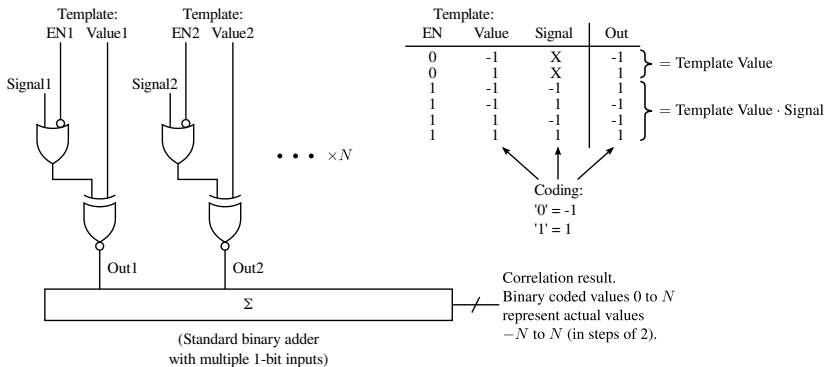 Template:
EN1 Value1
Template:
EN2 Value2
Signal1
Signal2
• • • ×N
Out1
Out2
Σ
(Standard binary adder
with multiple 1-bit inputs)
Template:
EN Value Signal Out
0 -1 X -1
0 1 X 1
1 -1 -1 1
1 -1 1 -1
1 1 -1 -1
1 1 1 1
= Template Value
= Template Value · Signal
Coding:
'0' = -1
'1' = 1
Correlation result.
Binary coded values 0 to N
represent actual values
−N to N (in steps of 2).